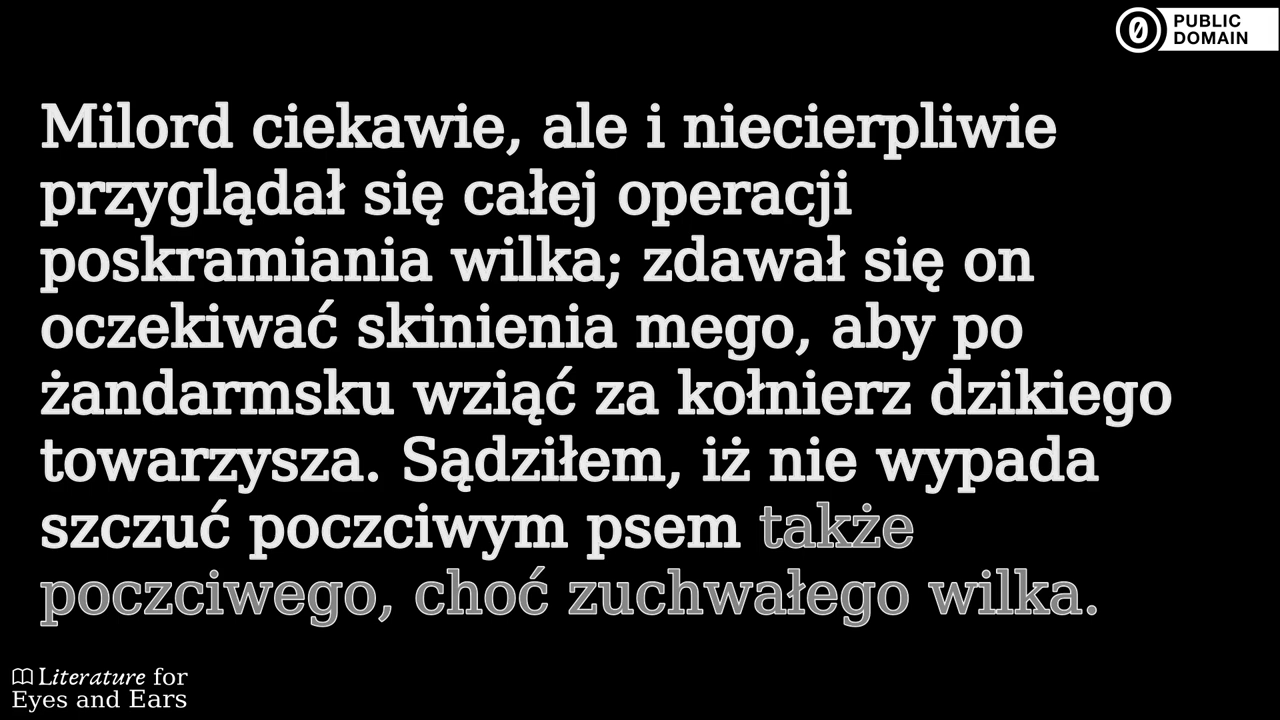 PUBLIC
DOMAIN
Milord ciekawie, ale i niecierpliwie
przyglądał się całej operacji
poskramiania wilka; zdawał się on
oczekiwać skinienia mego, aby po
żandarmsku wziąć za kołnierz dzikiego
towarzysza. Sądziłem, iż nie wypada
szczuć poczciwym psem także
poczciwego, choć zuchwałego wilka.
Literature for
Eyes and Ears